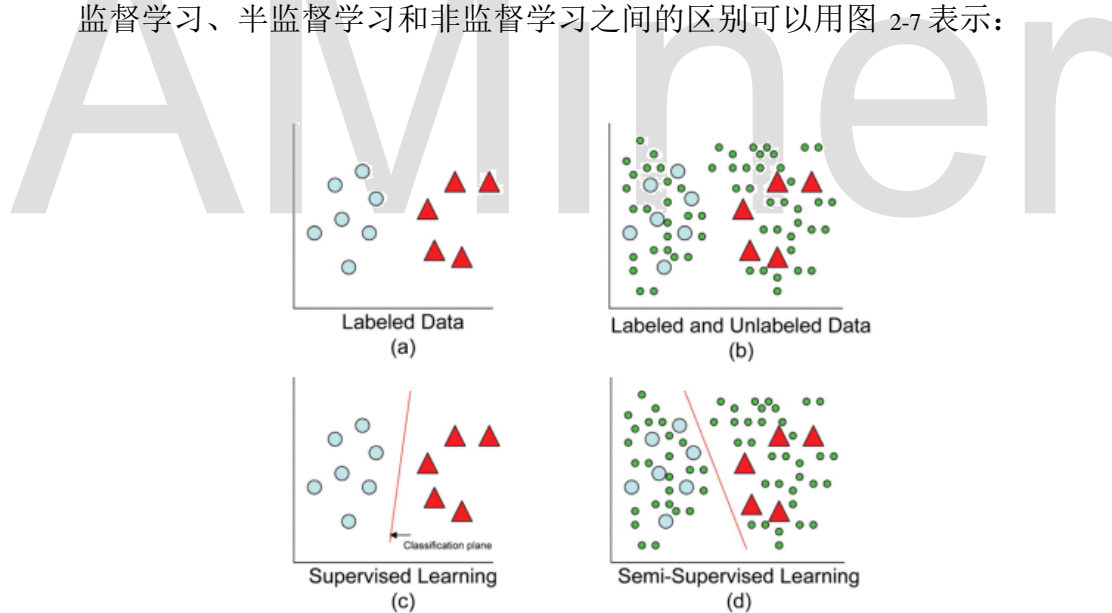 监督学习、半监督学习和非监督学习之间的区别可以用图 2-7 表示：
AMiner
Labeled Data
(a)
Labeled and Unlabeled Data
(b)
Classification plane
Supervised Learning
(c)
Semi-Supervised Learning
(d)